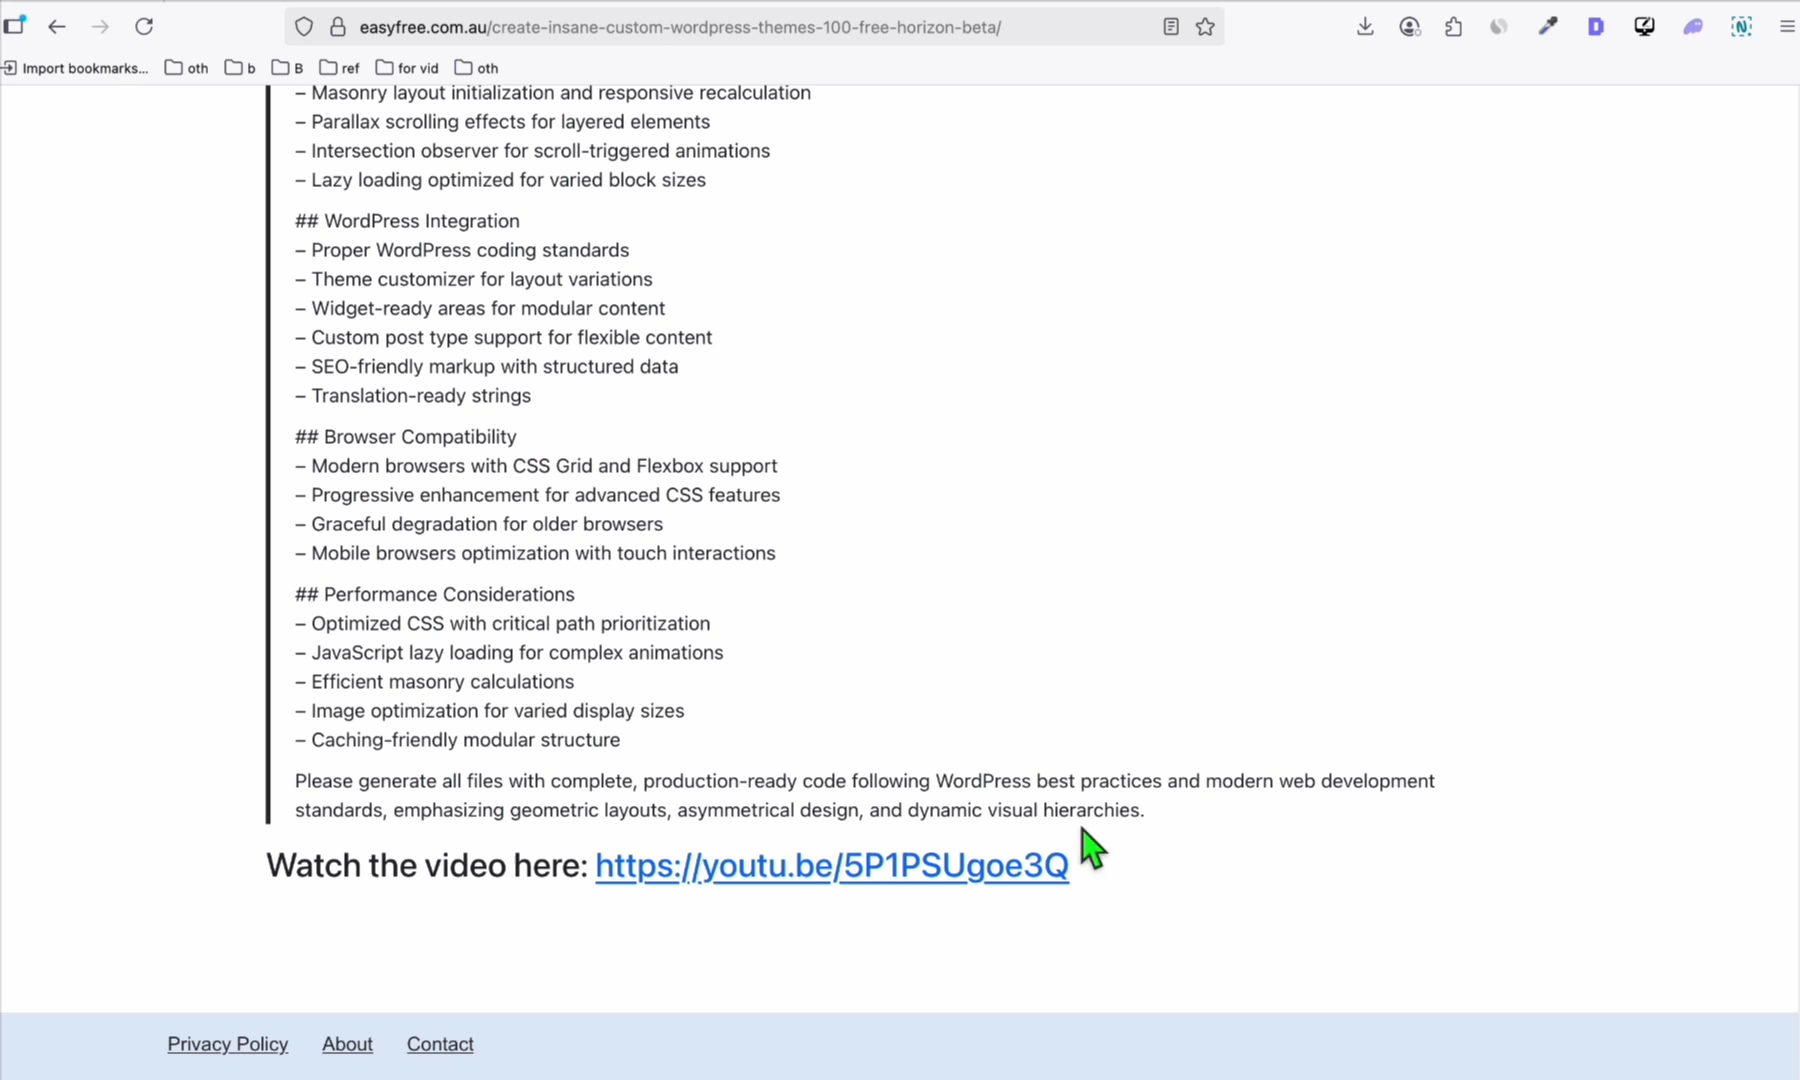 easyfree.com.au/create-insane-custom-wordpress-themes-100-free-horizon-beta/
Import bookmarks... oth b B ref for vid oth
– Masonry layout initialization and responsive recalculation
– Parallax scrolling effects for layered elements
– Intersection observer for scroll-triggered animations
– Lazy loading optimized for varied block sizes
## WordPress Integration
– Proper WordPress coding standards
– Theme customizer for layout variations
– Widget-ready areas for modular content
– Custom post type support for flexible content
– SEO-friendly markup with structured data
– Translation-ready strings
## Browser Compatibility
– Modern browsers with CSS Grid and Flexbox support
– Progressive enhancement for advanced CSS features
– Graceful degradation for older browsers
– Mobile browsers optimization with touch interactions
## Performance Considerations
– Optimized CSS with critical path prioritization
– JavaScript lazy loading for complex animations
– Efficient masonry calculations
– Image optimization for varied display sizes
– Caching-friendly modular structure
Please generate all files with complete, production-ready code following WordPress best practices and modern web development
standards, emphasizing geometric layouts, asymmetrical design, and dynamic visual hierarchies.
Watch the video here: https://youtu.be/5P1PSUgoe3Q
Privacy Policy About Contact